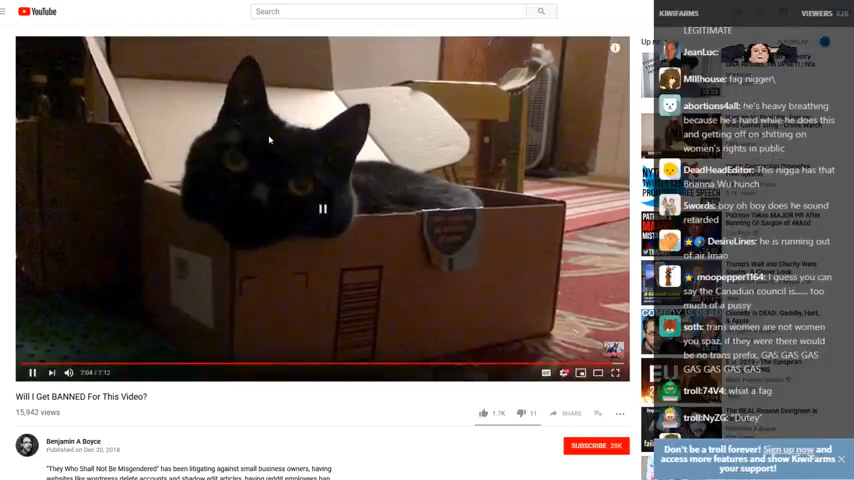 YouTube
Search
KIWIFARMS
VIEWERS 626
LEGITIMATE
JeanLuc:
Millhouse: fäig nigger\
abortions4all: he's heavy breathing
because he's hard while he does this
and getting off on shitting on
women's rights in public
DeadHeadEditor: This nigga has that
Brianna Wu hunch
Swords: boy oh boy does he sound
retarded
DesireLines: he is running out
of air lmao
moopepper1164: I guess you can
say the Canadian council is...... too
much of a pussy
soth: trans women are not women
you spaz, if they were there would
be no trans prefix, GAS GAS GAS
GAS GAS GAS GAS
troll:74V4: what a fag
troll:NyZG: "Dutey"
Don't be a troll forever! Sign up now and
access more features and show KiwiFarms
your support!
7:04 / 7:12
Will I Get BANNED For This Video?
15,942 views
1.7K
11
SHARE
Benjamin A Boyce
Published on Dec 20, 2018
SUBSCRIBE 20K
"They Who Shall Not Be Misgendered" has been litigating against small business owners, having
websites like wordpress delete accounts and shadow edit articles, having reddit employees ban